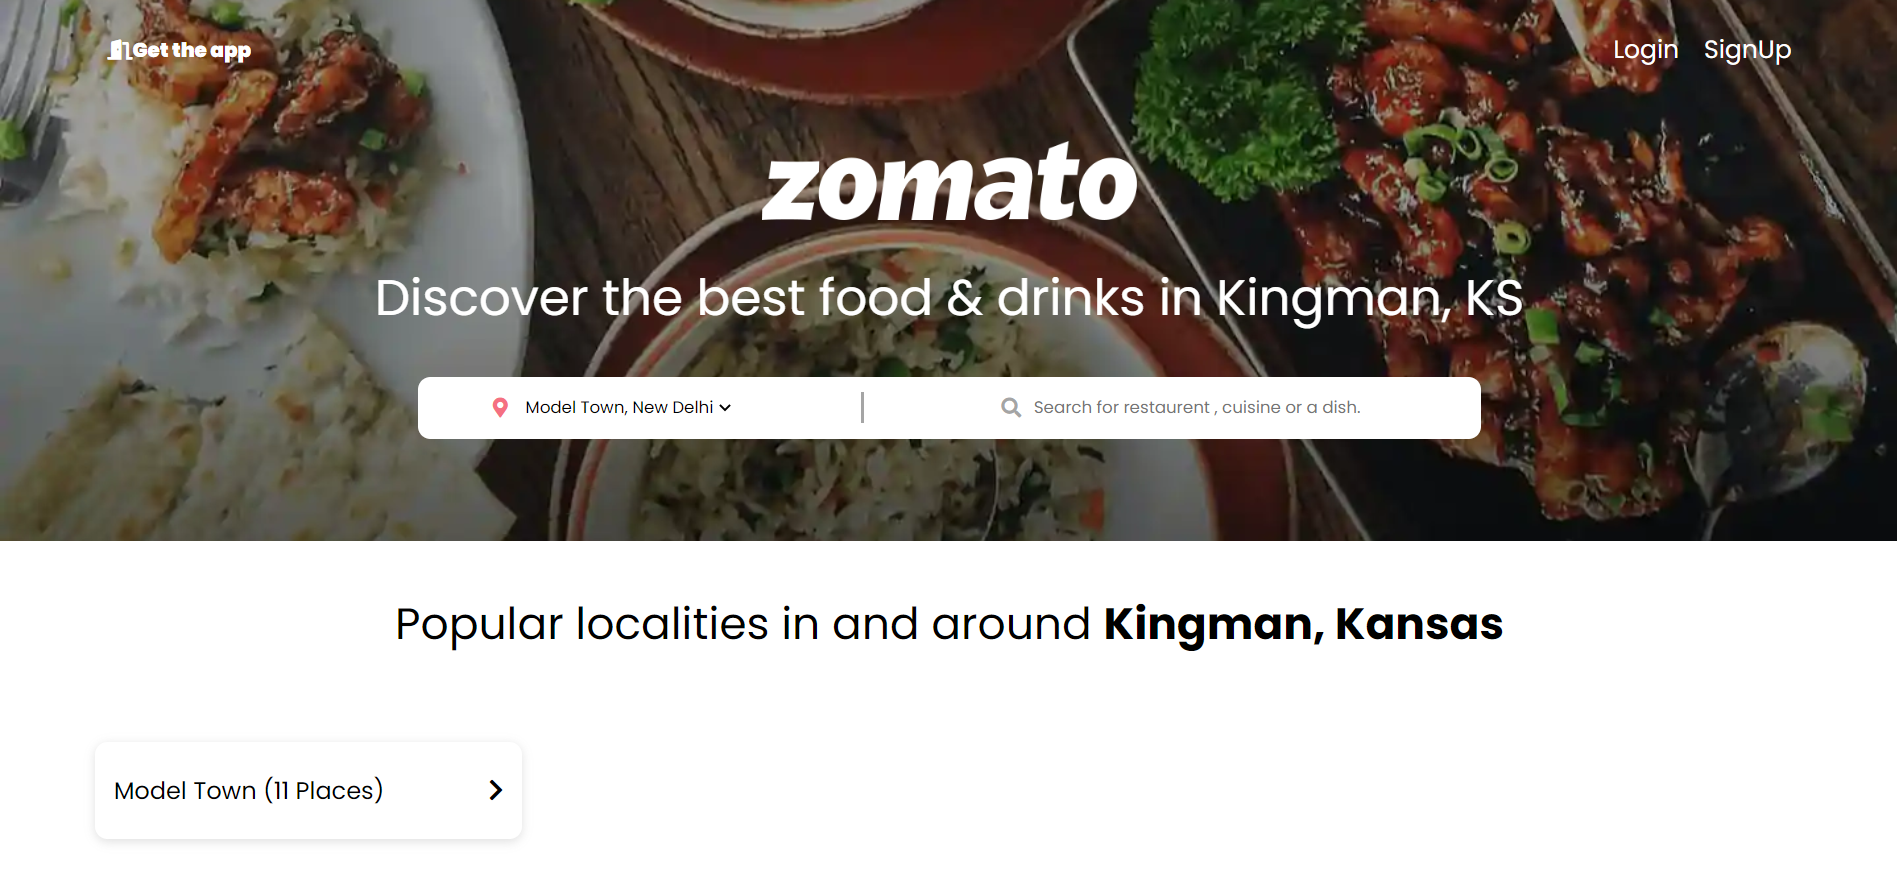 Get the app
Login SignUp
zomato
Discover the best food & drinks in Kingman, KS
Model Town, New Delhi
Search for restaurent , cuisine or a dish.
Popular localities in and around Kingman, Kansas
Model Town (11 Places)